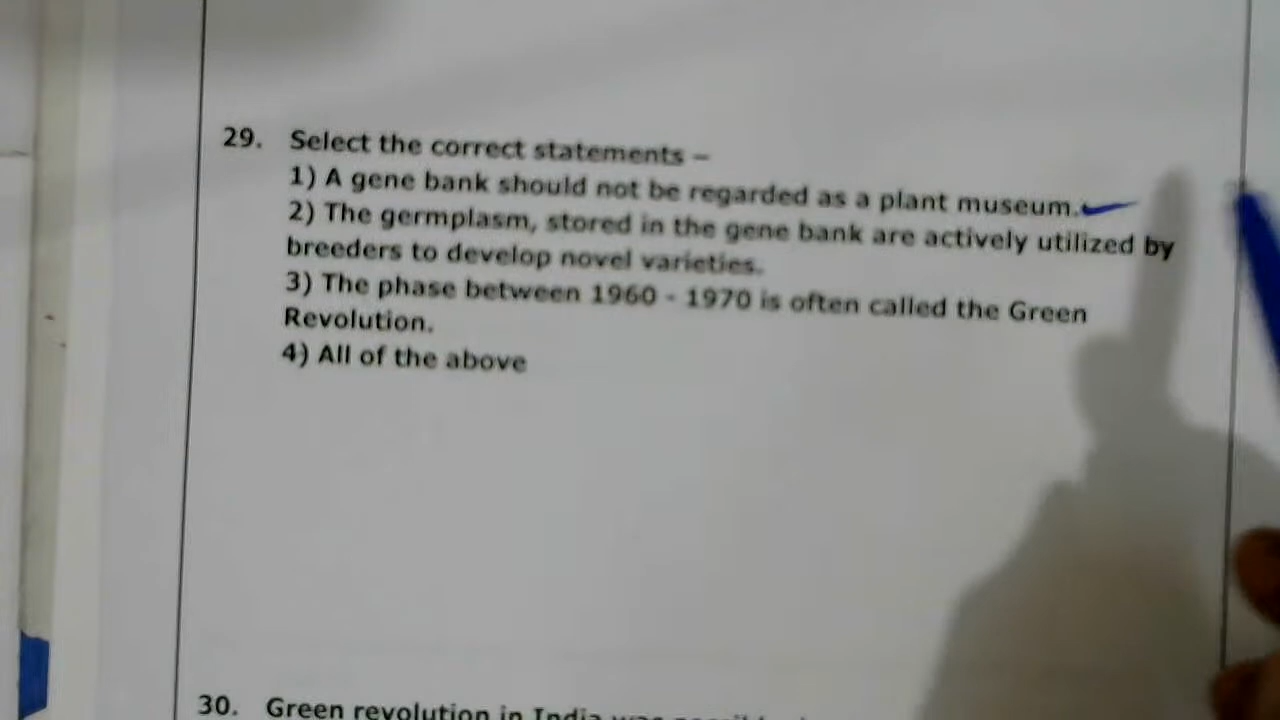 29. Select the correct statements –
1) A gene bank should not be regarded as a plant museum.
2) The germplasm, stored in the gene bank are actively utilized by
breeders to develop novel varieties.
3) The phase between 1960 - 1970 is often called the Green
Revolution.
4) All of the above
30. Green revolution in India was